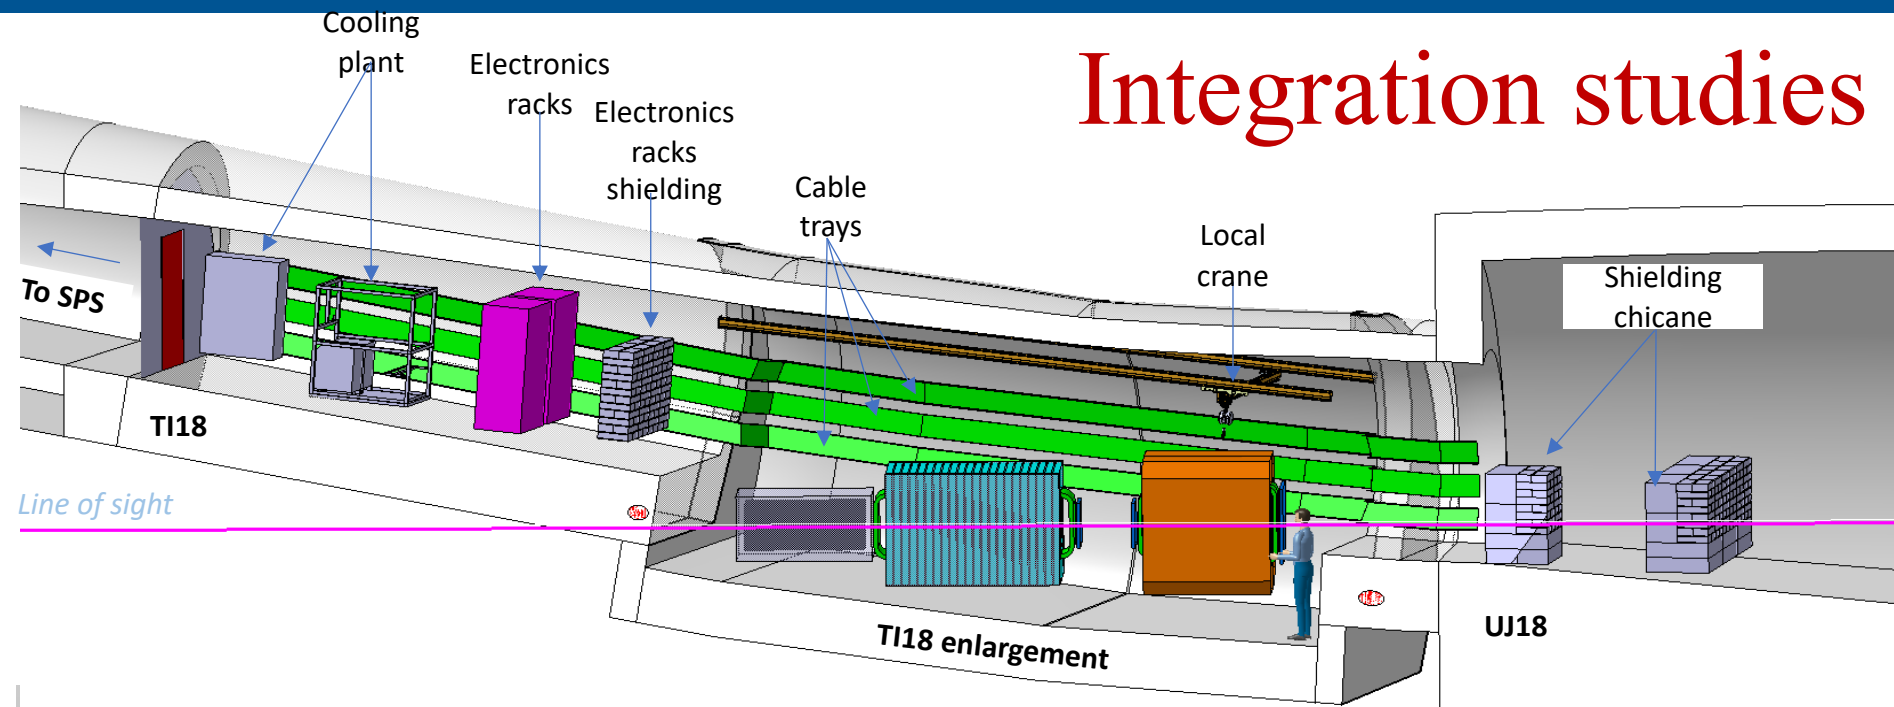 Integration studies
Cooling
plant
Electronics
racks
Electronics
racks
shielding
Cable
trays
Local
crane
Shielding
chicane
To SPS
TI18
Line of sight
TI18 enlargement
UJ18